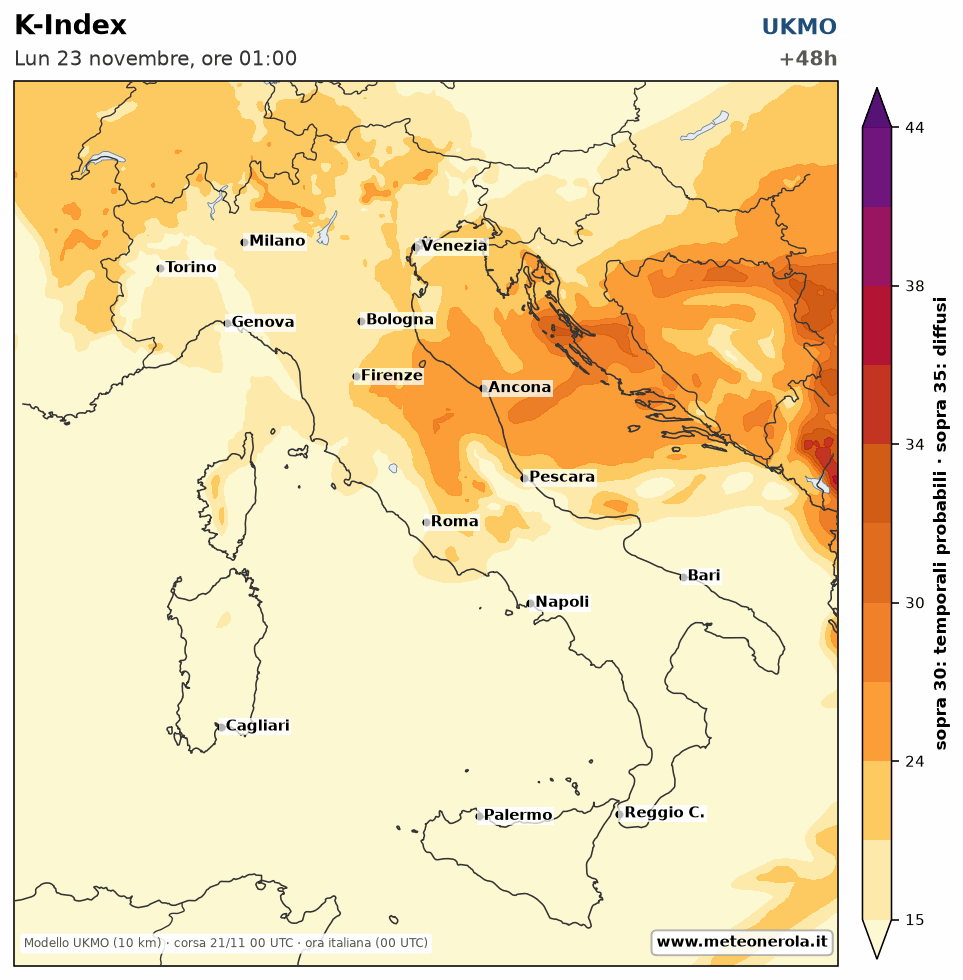 K-Index
UKMO
Lun 23 novembre, ore 01:00
+48h
Milano
Venezia
Torino
Genova
Bologna
Firenze
Ancona
Pescara
Roma
Bari
Napoli
Cagliari
Palermo
Reggio C.
44
38
34
30
24
15
sopra 30: temporali probabili · sopra 35: diffusi
Modello UKMO (10 km) · corsa 21/11 00 UTC · ora italiana (00 UTC)
www.meteonerola.it